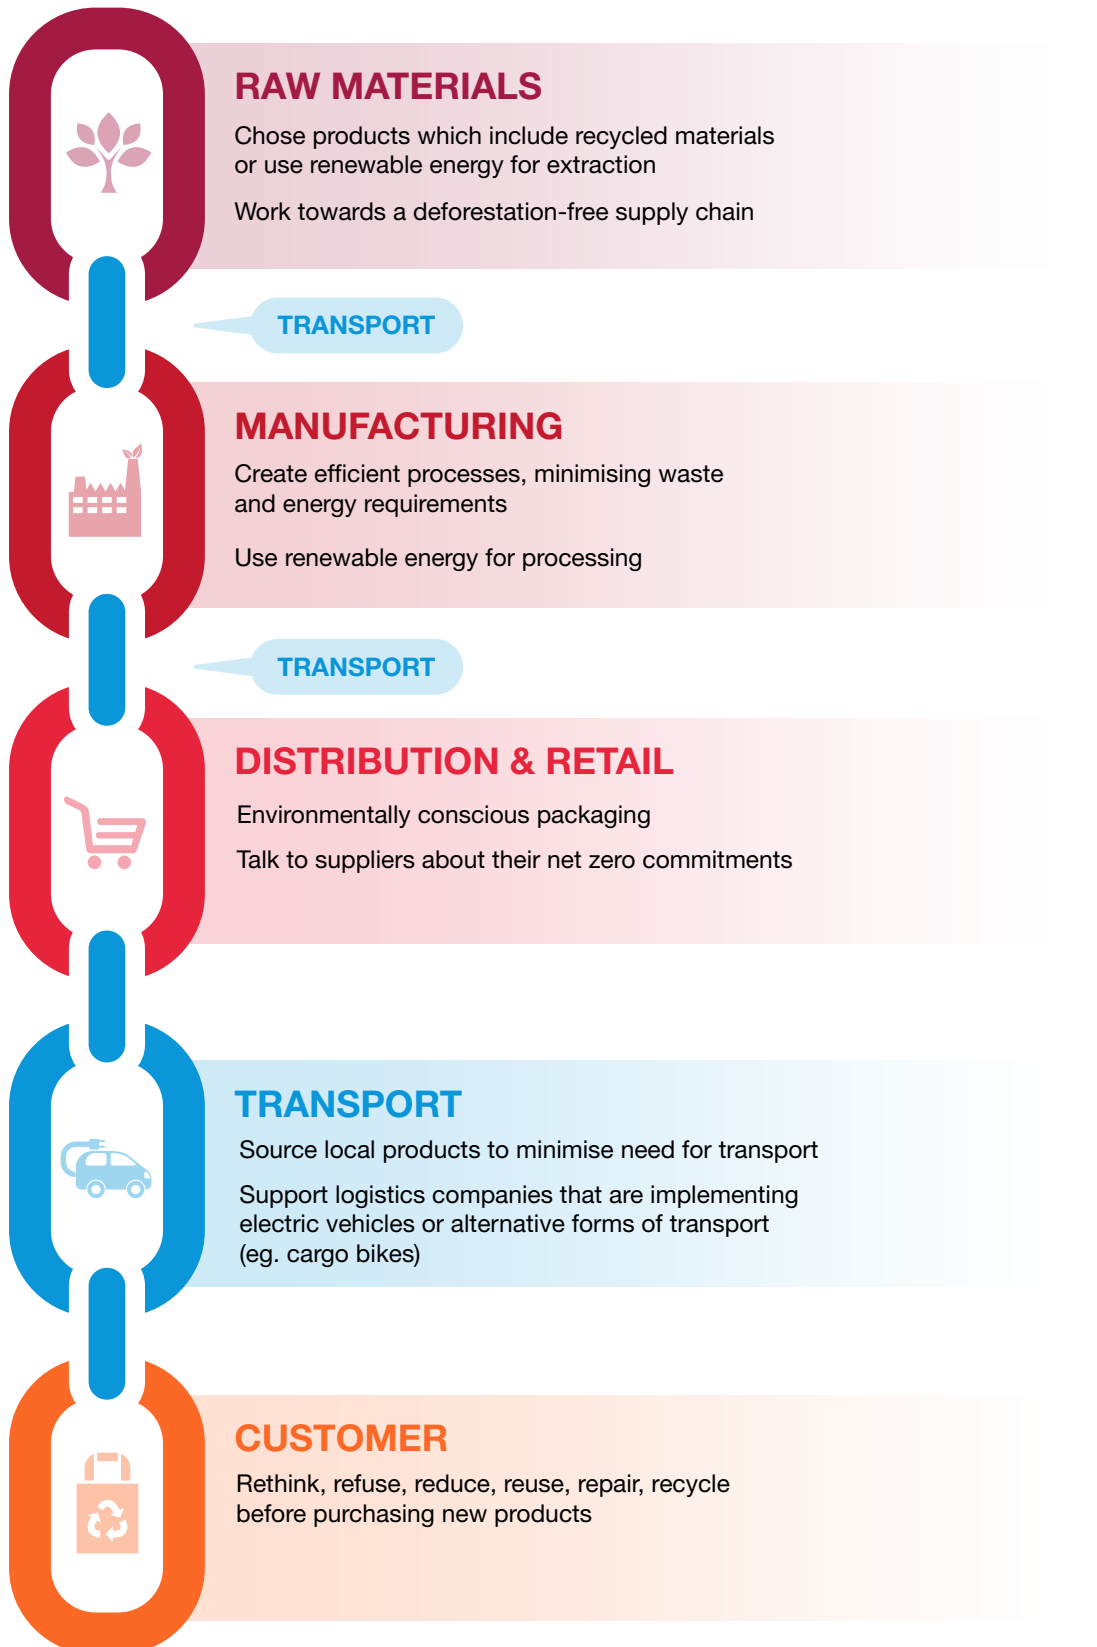 RAW MATERIALS
Chose products which include recycled materials
or use renewable energy for extraction
Work towards a deforestation-free supply chain
TRANSPORT
MANUFACTURING
Create efficient processes, minimising waste
and energy requirements
Use renewable energy for processing
TRANSPORT
DISTRIBUTION & RETAIL
Environmentally conscious packaging
Talk to suppliers about their net zero commitments
TRANSPORT
Source local products to minimise need for transport
Support logistics companies that are implementing
electric vehicles or alternative forms of transport
(eg. cargo bikes)
CUSTOMER
Rethink, refuse, reduce, reuse, repair, recycle
before purchasing new products